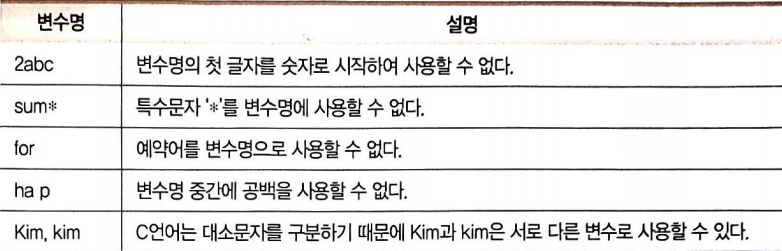 변수명 설명
2abc 변수명의 첫 글자를 숫자로 시작하여 사용할 수 없다.
sum* 특수문자 '*'를 변수명에 사용할 수 없다.
for 예약어를 변수명으로 사용할 수 없다.
ha p 변수명 중간에 공백을 사용할 수 없다.
Kim, kim C언어는 대소문자를 구분하기 때문에 Kim과 kim은 서로 다른 변수로 사용할 수 있다.